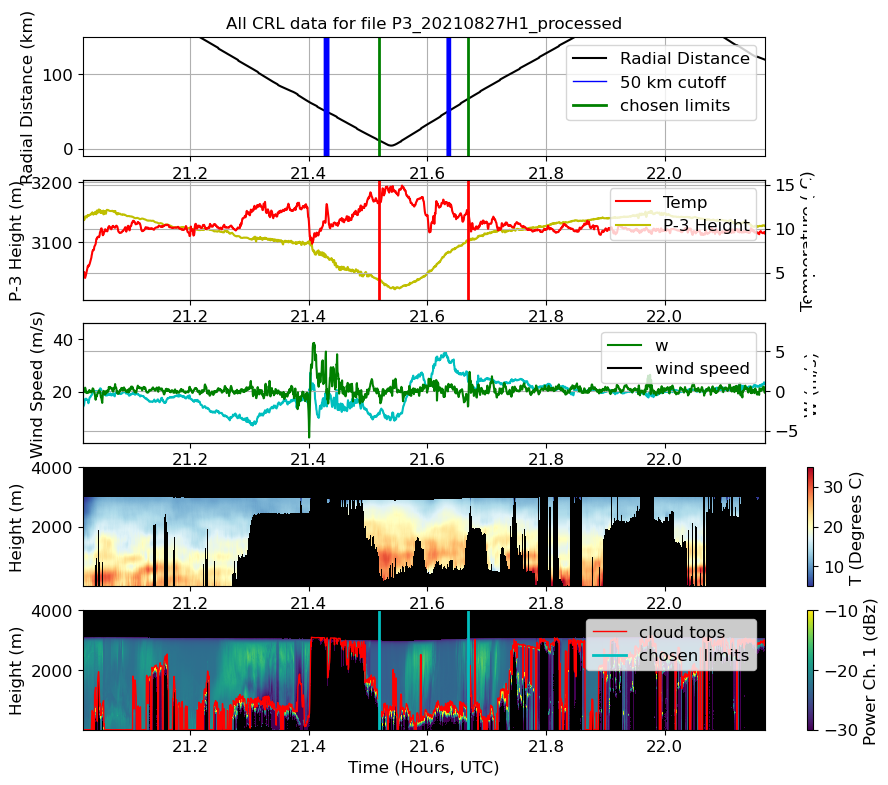 All CRL data for file P3_20210827H1_processed
Radial Distance (km)
100
0
Radial Distance
50 km cutoff
chosen limits
21.2 21.4 21.6 21.8 22.0
P-3 Height (m)
3200
3100
Temp
P-3 Height
15
10
5
21.2 21.4 21.6 21.8 22.0
Wind Speed (m/s)
40
20
w
wind speed
5
0
−5
21.2 21.4 21.6 21.8 22.0
Height (m)
4000
2000
30
20
10
T (Degrees C)
21.2 21.4 21.6 21.8 22.0
Height (m)
4000
2000
cloud tops
chosen limits
−10
−20
−30
Power Ch. 1 (dBz)
21.2 21.4 21.6 21.8 22.0
Time (Hours, UTC)